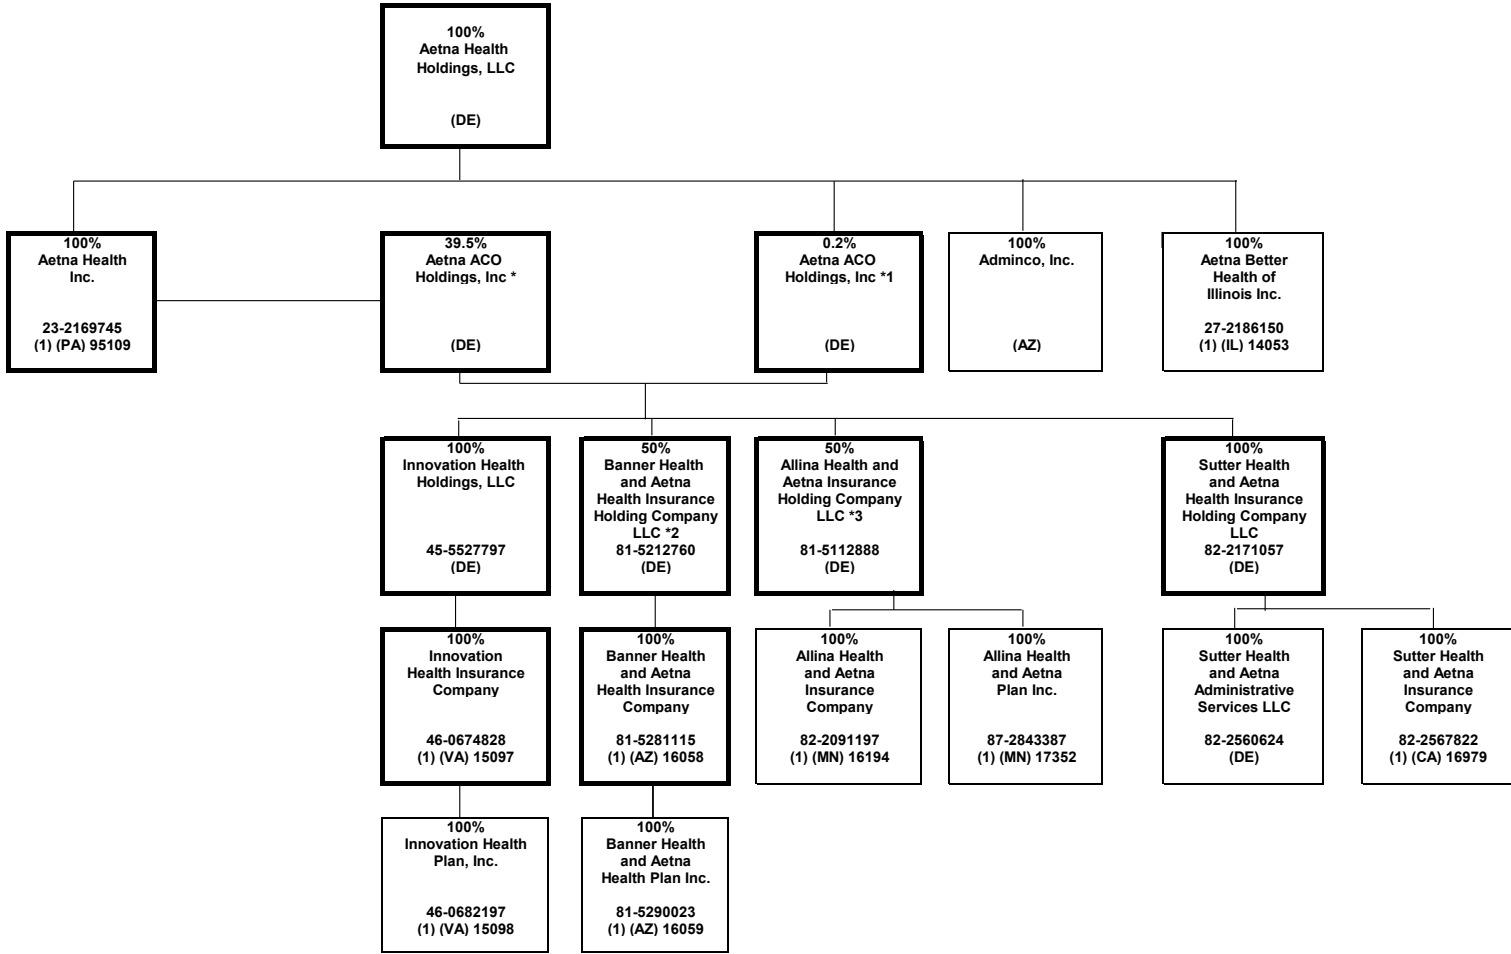 100%
Aetna Health
Holdings, LLC
(DE)
100%
Aetna Health
Inc.
23-2169745
(1) (PA) 95109
39.5%
Aetna ACO
Holdings, Inc *
(DE)
0.2%
Aetna ACO
Holdings, Inc *1
(DE)
100%
Adminco, Inc.
(AZ)
100%
Aetna Better
Health of
Illinois Inc.
27-2186150
(1) (IL) 14053
100%
Innovation Health
Holdings, LLC
45-5527797
(DE)
50%
Banner Health
and Aetna
Health Insurance
Holding Company
LLC *2
81-5212760
(DE)
50%
Allina Health and
Aetna Insurance
Holding Company
LLC *3
81-5112888
(DE)
100%
Sutter Health
and Aetna
Health Insurance
Holding Company
LLC
82-2171057
(DE)
100%
Innovation
Health Insurance
Company
46-0674828
(1) (VA) 15097
100%
Banner Health
and Aetna
Health Insurance
Company
81-5281115
(1) (AZ) 16058
100%
Allina Health
and Aetna
Insurance
Company
82-2091197
(1) (MN) 16194
100%
Allina Health
and Aetna
Plan Inc.
87-2843387
(1) (MN) 17352
100%
Sutter Health
and Aetna
Administrative
Services LLC
82-2560624
(DE)
100%
Sutter Health
and Aetna
Insurance
Company
82-2567822
(1) (CA) 16979
100%
Innovation Health
Plan, Inc.
46-0682197
(1) (VA) 15098
100%
Banner Health
and Aetna
Health Plan Inc.
81-5290023
(1) (AZ) 16059